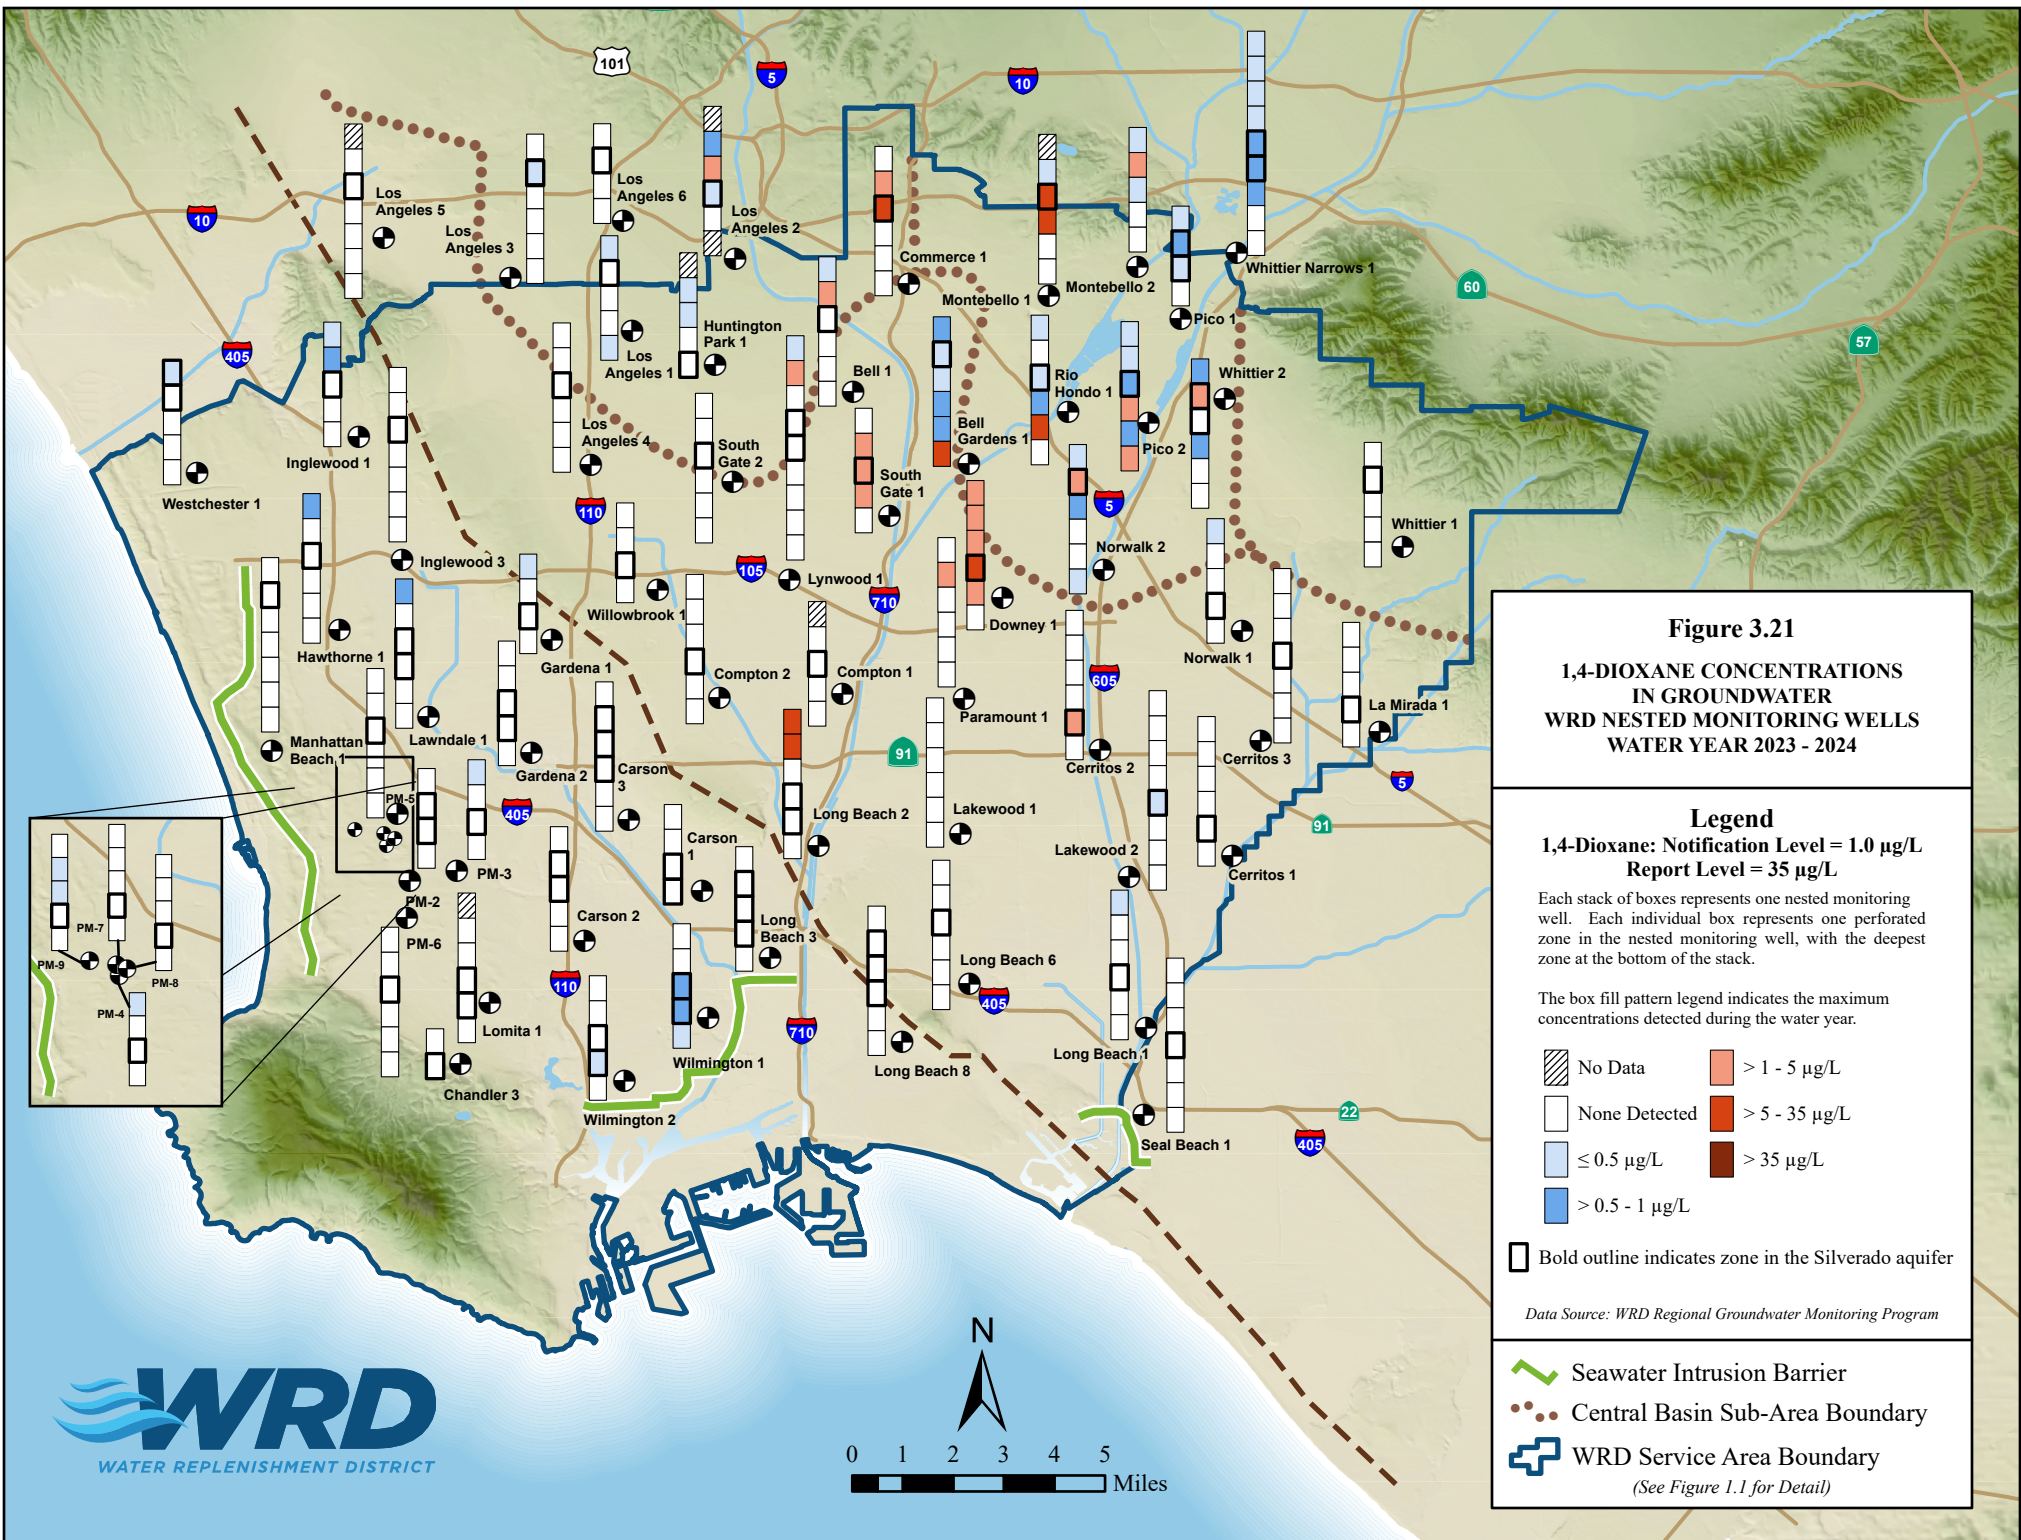 101
5
10
10
Los
Angeles 5
Los
Angeles 3
Los
Angeles 6
Los
Angeles 2
Commerce 1
Montebello 1
Montebello 2
Whittier Narrows 1
Pico 1
60
57
405
Los
Angeles 1
Huntington
Park 1
Bell 1
Rio
Hondo 1
Whittier 2
Inglewood 1
Westchester 1
Los
Angeles 4
South
Gate 2
South
Gate 1
Bell
Gardens 1
Pico 2
5
Whittier 1
110
105
710
Inglewood 3
Willowbrook 1
Lynwood 1
Norwalk 2
Downey 1
Hawthorne 1
Gardena 1
Compton 2
Compton 1
Norwalk 1
605
Paramount 1
La Mirada 1
Manhattan
Beach 1
Lawndale 1
Gardena 2
Carson
3
91
Cerritos 2
Cerritos 3
5
PM-5
405
Long Beach 2
Lakewood 1
91
Carson
1
Lakewood 2
Cerritos 1
PM-3
PM-2
Carson 2
Long
Beach 3
PM-6
PM-7
PM-9
PM-8
PM-4
Long Beach 6
405
110
Lomita 1
710
Wilmington 1
Long Beach 8
Long Beach 1
Chandler 3
Wilmington 2
Seal Beach 1
22
405
Figure 3.21
1,4-DIOXANE CONCENTRATIONS
IN GROUNDWATER
WRD NESTED MONITORING WELLS
WATER YEAR 2023 - 2024
Legend
1,4-Dioxane: Notification Level = 1.0 µg/L
Report Level = 35 µg/L
Each stack of boxes represents one nested monitoring
well. Each individual box represents one perforated
zone in the nested monitoring well, with the deepest
zone at the bottom of the stack.
The box fill pattern legend indicates the maximum
concentrations detected during the water year.
No Data
> 1 - 5 µg/L
None Detected
> 5 - 35 µg/L
≤ 0.5 µg/L
> 35 µg/L
> 0.5 - 1 µg/L
Bold outline indicates zone in the Silverado aquifer
Data Source: WRD Regional Groundwater Monitoring Program
Seawater Intrusion Barrier
Central Basin Sub-Area Boundary
WRD Service Area Boundary
(See Figure 1.1 for Detail)
N
0 1 2 3 4 5
Miles
WRD
WATER REPLENISHMENT DISTRICT